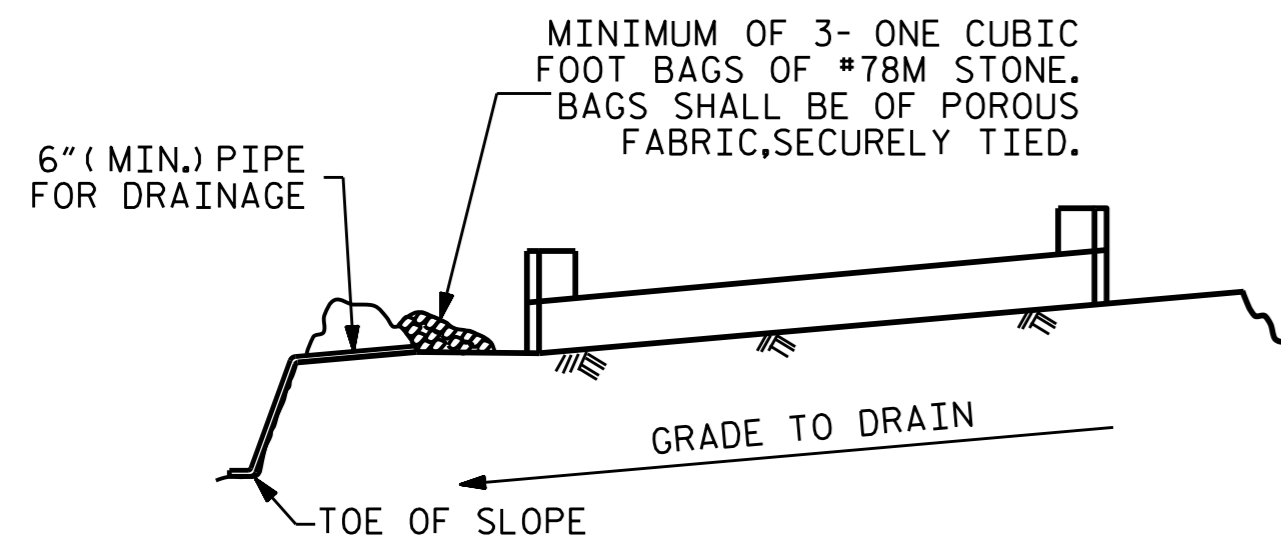 MINIMUM OF 3- ONE CUBIC
FOOT BAGS OF #78M STONE.
BAGS SHALL BE OF POROUS
FABRIC,SECURELY TIED.
6"(MIN.) PIPE
FOR DRAINAGE
GRADE TO DRAIN
TOE OF SLOPE